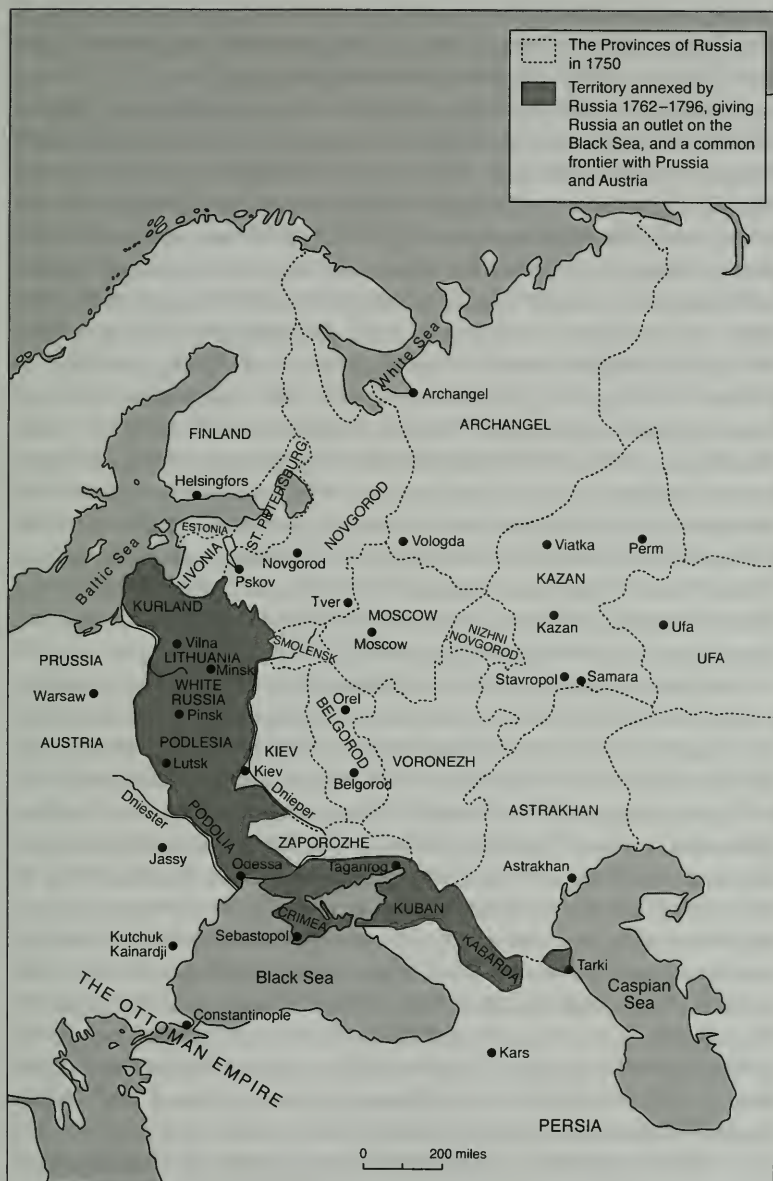 The Provinces of Russia
in 1750
Territory annexed by
Russia 1762–1796, giving
Russia an outlet on the
Black Sea, and a common
frontier with Prussia
and Austria
White Sea
Archangel
ARCHANGEL
FINLAND
Helsingfors
ST. PETERSBURG
NOVGOROD
ESTONIA
LIVONIA
Baltic Sea
Novgorod
Pskov
Vologda
Viatka
Perm
KAZAN
KURLAND
Tver
MOSCOW
Moscow
NIZHNI
NOVGOROD
Kazan
Ufa
UFA
SMOLENSK
Vilna
LITHUANIA
Minsk
PRUSSIA
Warsaw
WHITE
RUSSIA
Pinsk
Stavropol
Samara
Orel
BELGOROD
AUSTRIA
PODLESIA
Lutsk
KIEV
Kiev
VORONEZH
Belgorod
Dnieper
Dniester
PODOLIA
ZAPOROZHE
ASTRAKHAN
Jassy
Odessa
Taganrog
Astrakhan
CRIMEA
KUBAN
Sebastopol
KABARDA
Kutchuk
Kainardji
Black Sea
Tarki
Caspian
Sea
Constantinople
THE OTTOMAN EMPIRE
Kars
PERSIA
0 200 miles